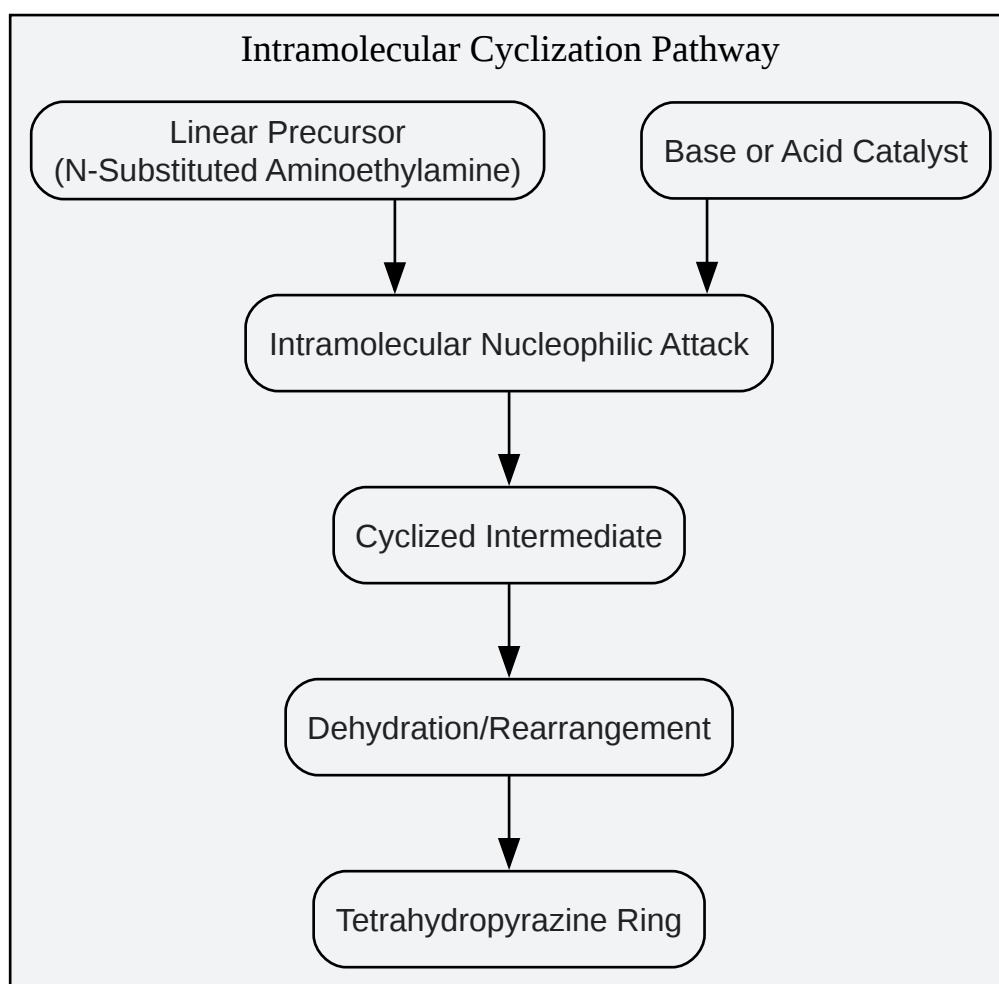 Intramolecular Cyclization Pathway
Linear Precursor
(N-Substituted Aminoethylamine)
Base or Acid Catalyst
Intramolecular Nucleophilic Attack
Cyclized Intermediate
Dehydration/Rearrangement
Tetrahydropyrazine Ring